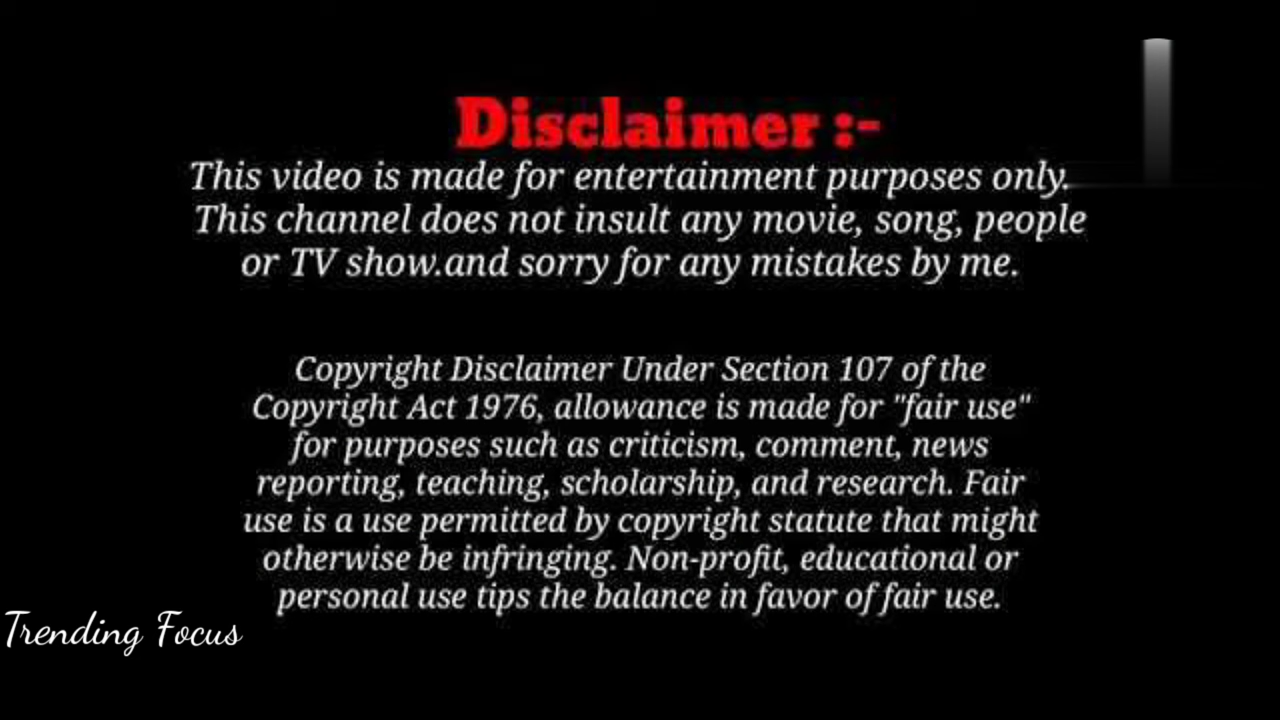 Disclaimer :-
This video is made for entertainment purposes only.
This channel does not insult any movie, song, people
or TV show.and sorry for any mistakes by me.
Copyright Disclaimer Under Section 107 of the
Copyright Act 1976, allowance is made for "fair use"
for purposes such as criticism, comment, news
reporting, teaching, scholarship, and research. Fair
use is a use permitted by copyright statute that might
otherwise be infringing. Non-profit, educational or
personal use tips the balance in favor of fair use.
Trending Focus